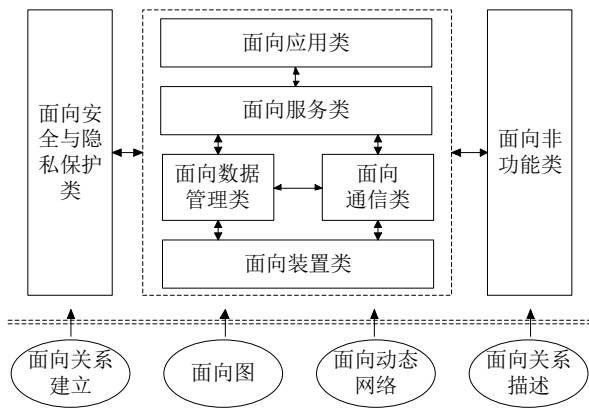 面向应用类
面向服务类
面向安
全与隐
私保护
类
面向非
功能类
面向数据
管理类
面向
通信类
面向装置类
面向关系
建立
面向图
面向动态
网络
面向关系
描述